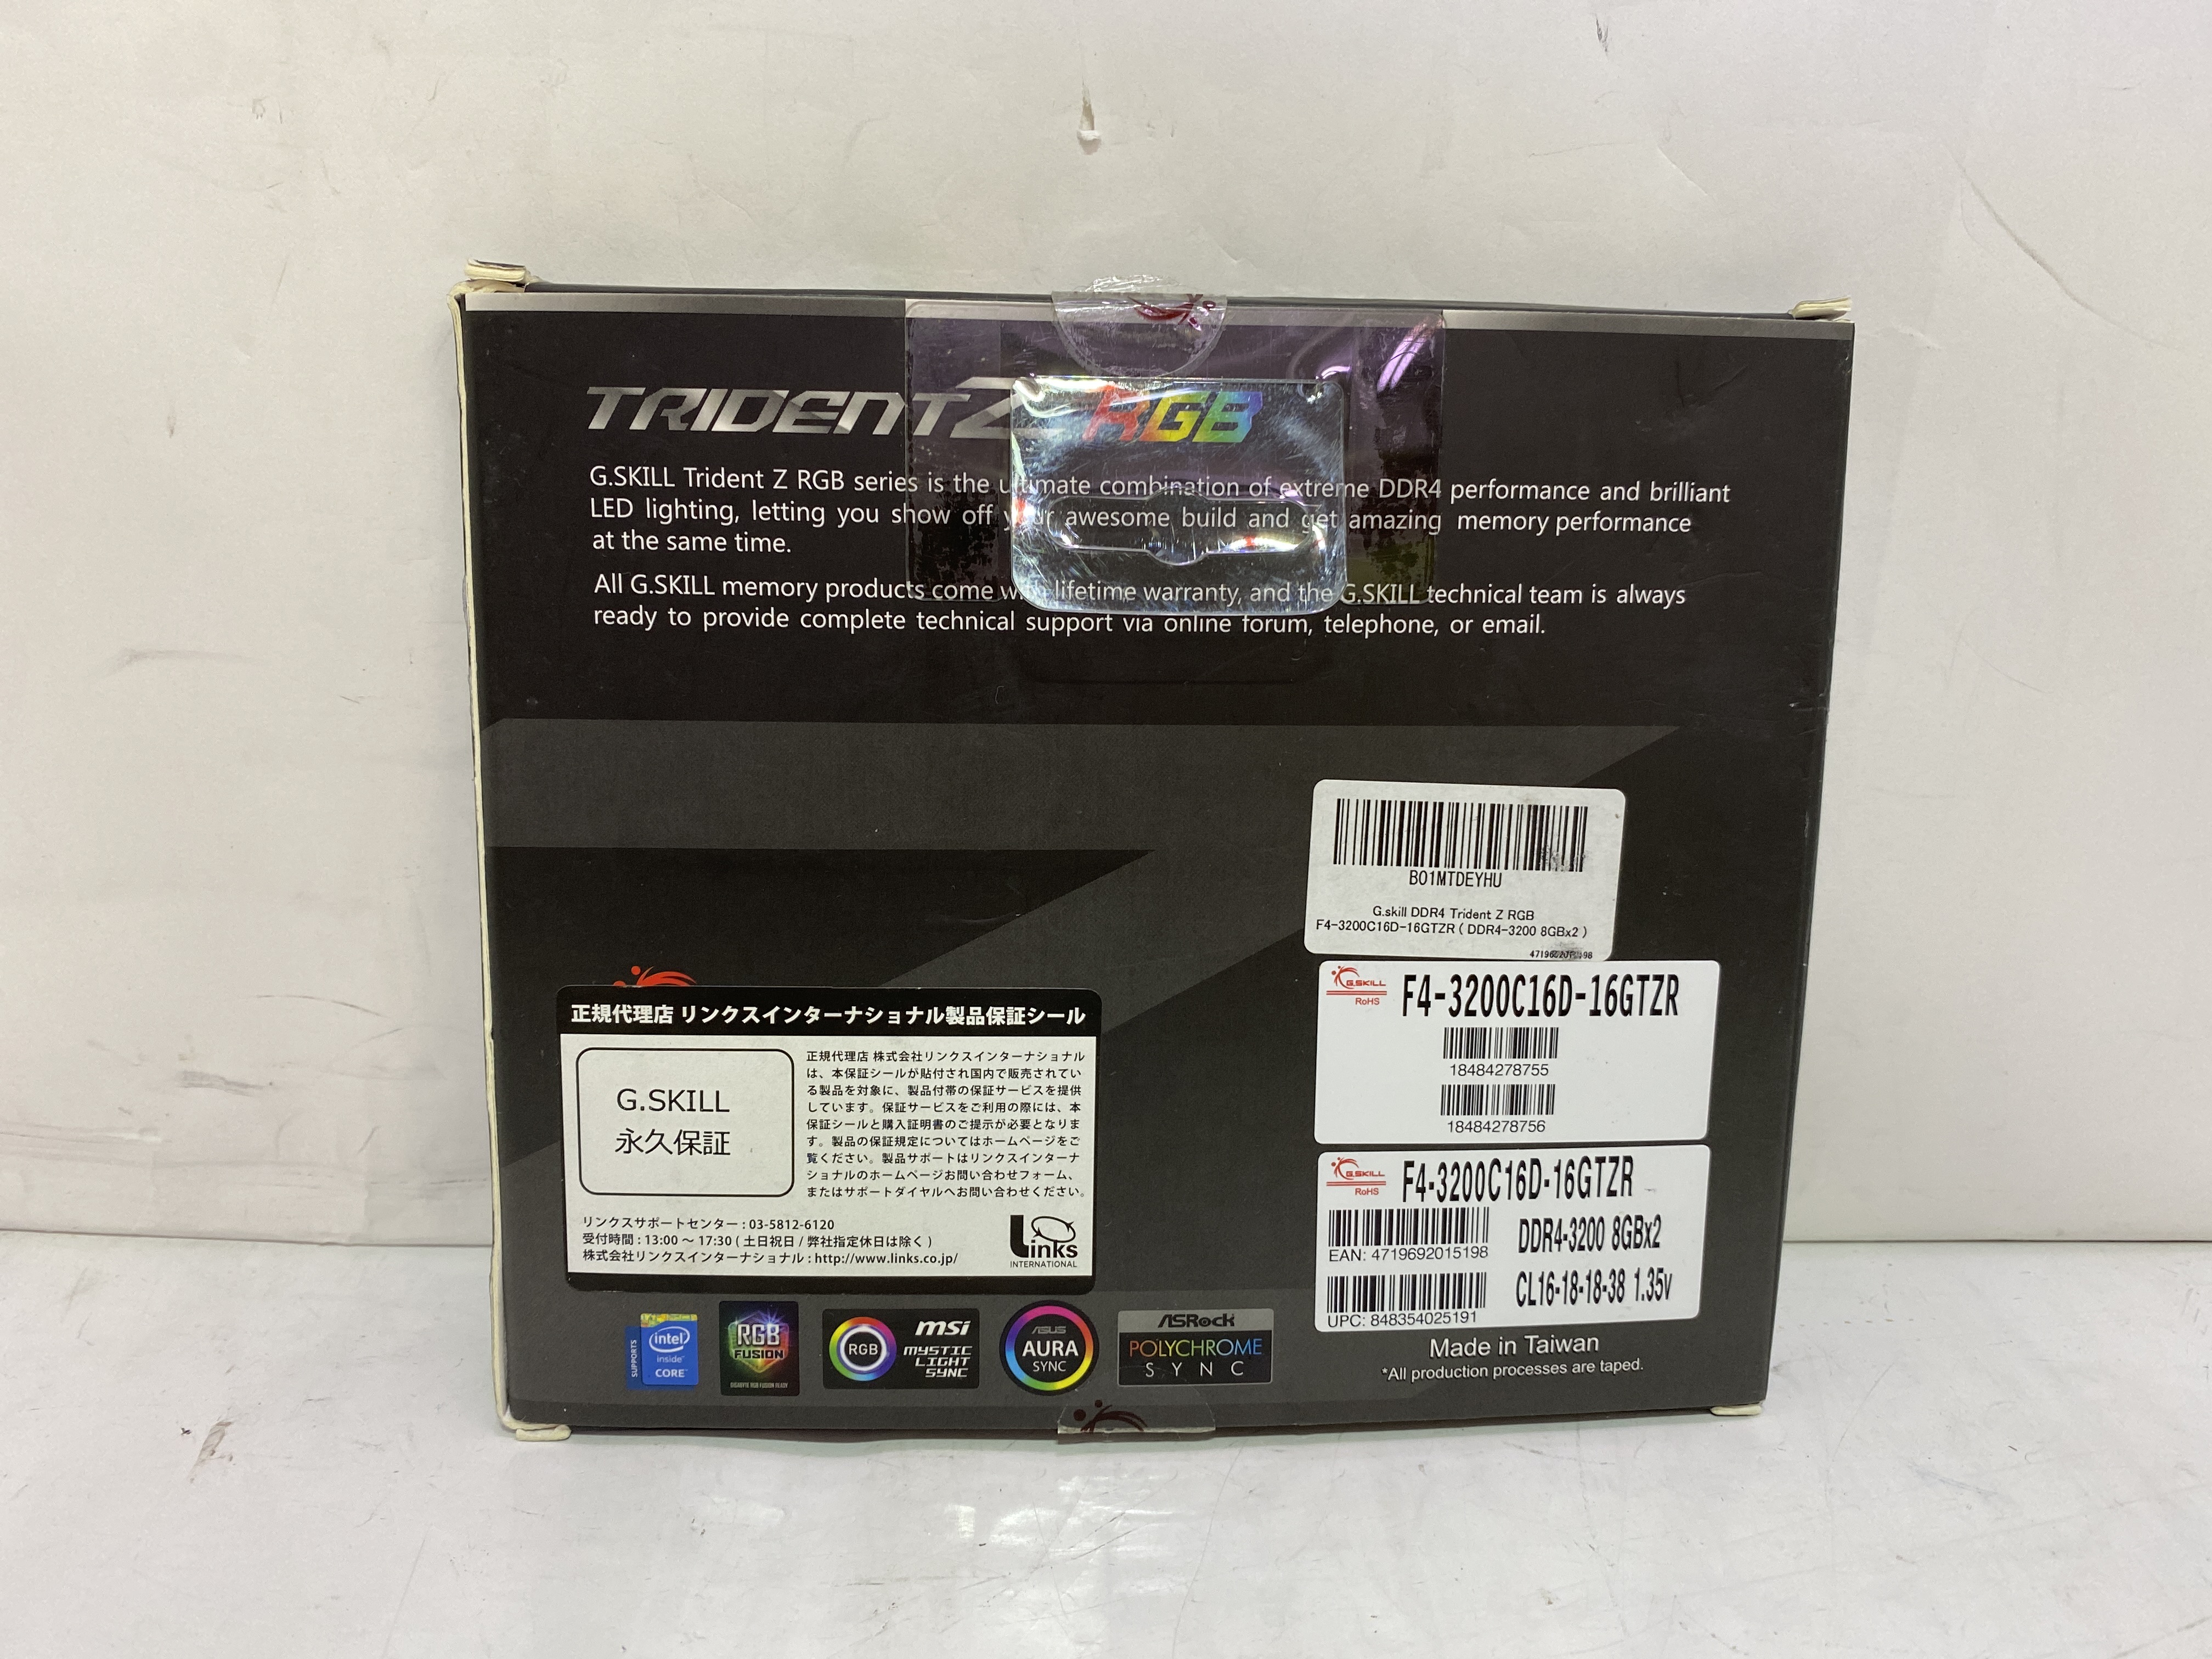 TRIDENTZ RGB
G.SKILL Trident Z RGB series is the ultimate combination of extreme DDR4 performance and brilliant
LED lighting, letting you show off your awesome build and get amazing memory performance
at the same time.
All G.SKILL memory products come with lifetime warranty, and the G.SKILL technical team is always
ready to provide complete technical support via online forum, telephone, or email.
B01MTDEYHU
G.skill DDR4 Trident Z RGB
F4-3200C16D-16GTZR ( DDR4-3200 8GBx2 )
G.SKILL
RoHS
F4-3200C16D-16GTZR
18484278755
18484278756
G.SKILL
RoHS
F4-3200C16D-16GTZR
DDR4-3200 8GBx2
EAN: 4719692015198
CL16-18-18-38 1.35v
UPC: 848354025191
Made in Taiwan
*All production processes are taped.
正規代理店 リンクスインターナショナル製品保証シール
G.SKILL
永久保証
正規代理店 株式会社リンクスインターナショナル
は、本保証シールが貼付され国内で販売されてい
る製品を対象に、製品付帯の保証サービスを提供
しています。保証サービスをご利用の際には、本
保証シールと購入証明書のご提示が必要となりま
す。製品の保証規定についてはホームページをご
覧ください。製品サポートはリンクスインターナ
ショナルのホームページお問い合わせフォーム、
またはサポートダイヤルへお問い合わせください。
リンクスサポートセンター : 03-5812-6120
受付時間 : 13:00 ～ 17:30 ( 土日祝日 / 弊社指定休日は除く )
株式会社リンクスインターナショナル : http://www.links.co.jp/
Links
INTERNATIONAL
SUPPORTS
intel
inside
CORE
RGB
FUSION
GIGABYTE RGB FUSION READY
RGB
msi
MYSTIC
LIGHT
SYNC
ASUS
AURA
SYNC
ASRock
POLYCHROME
SYNC